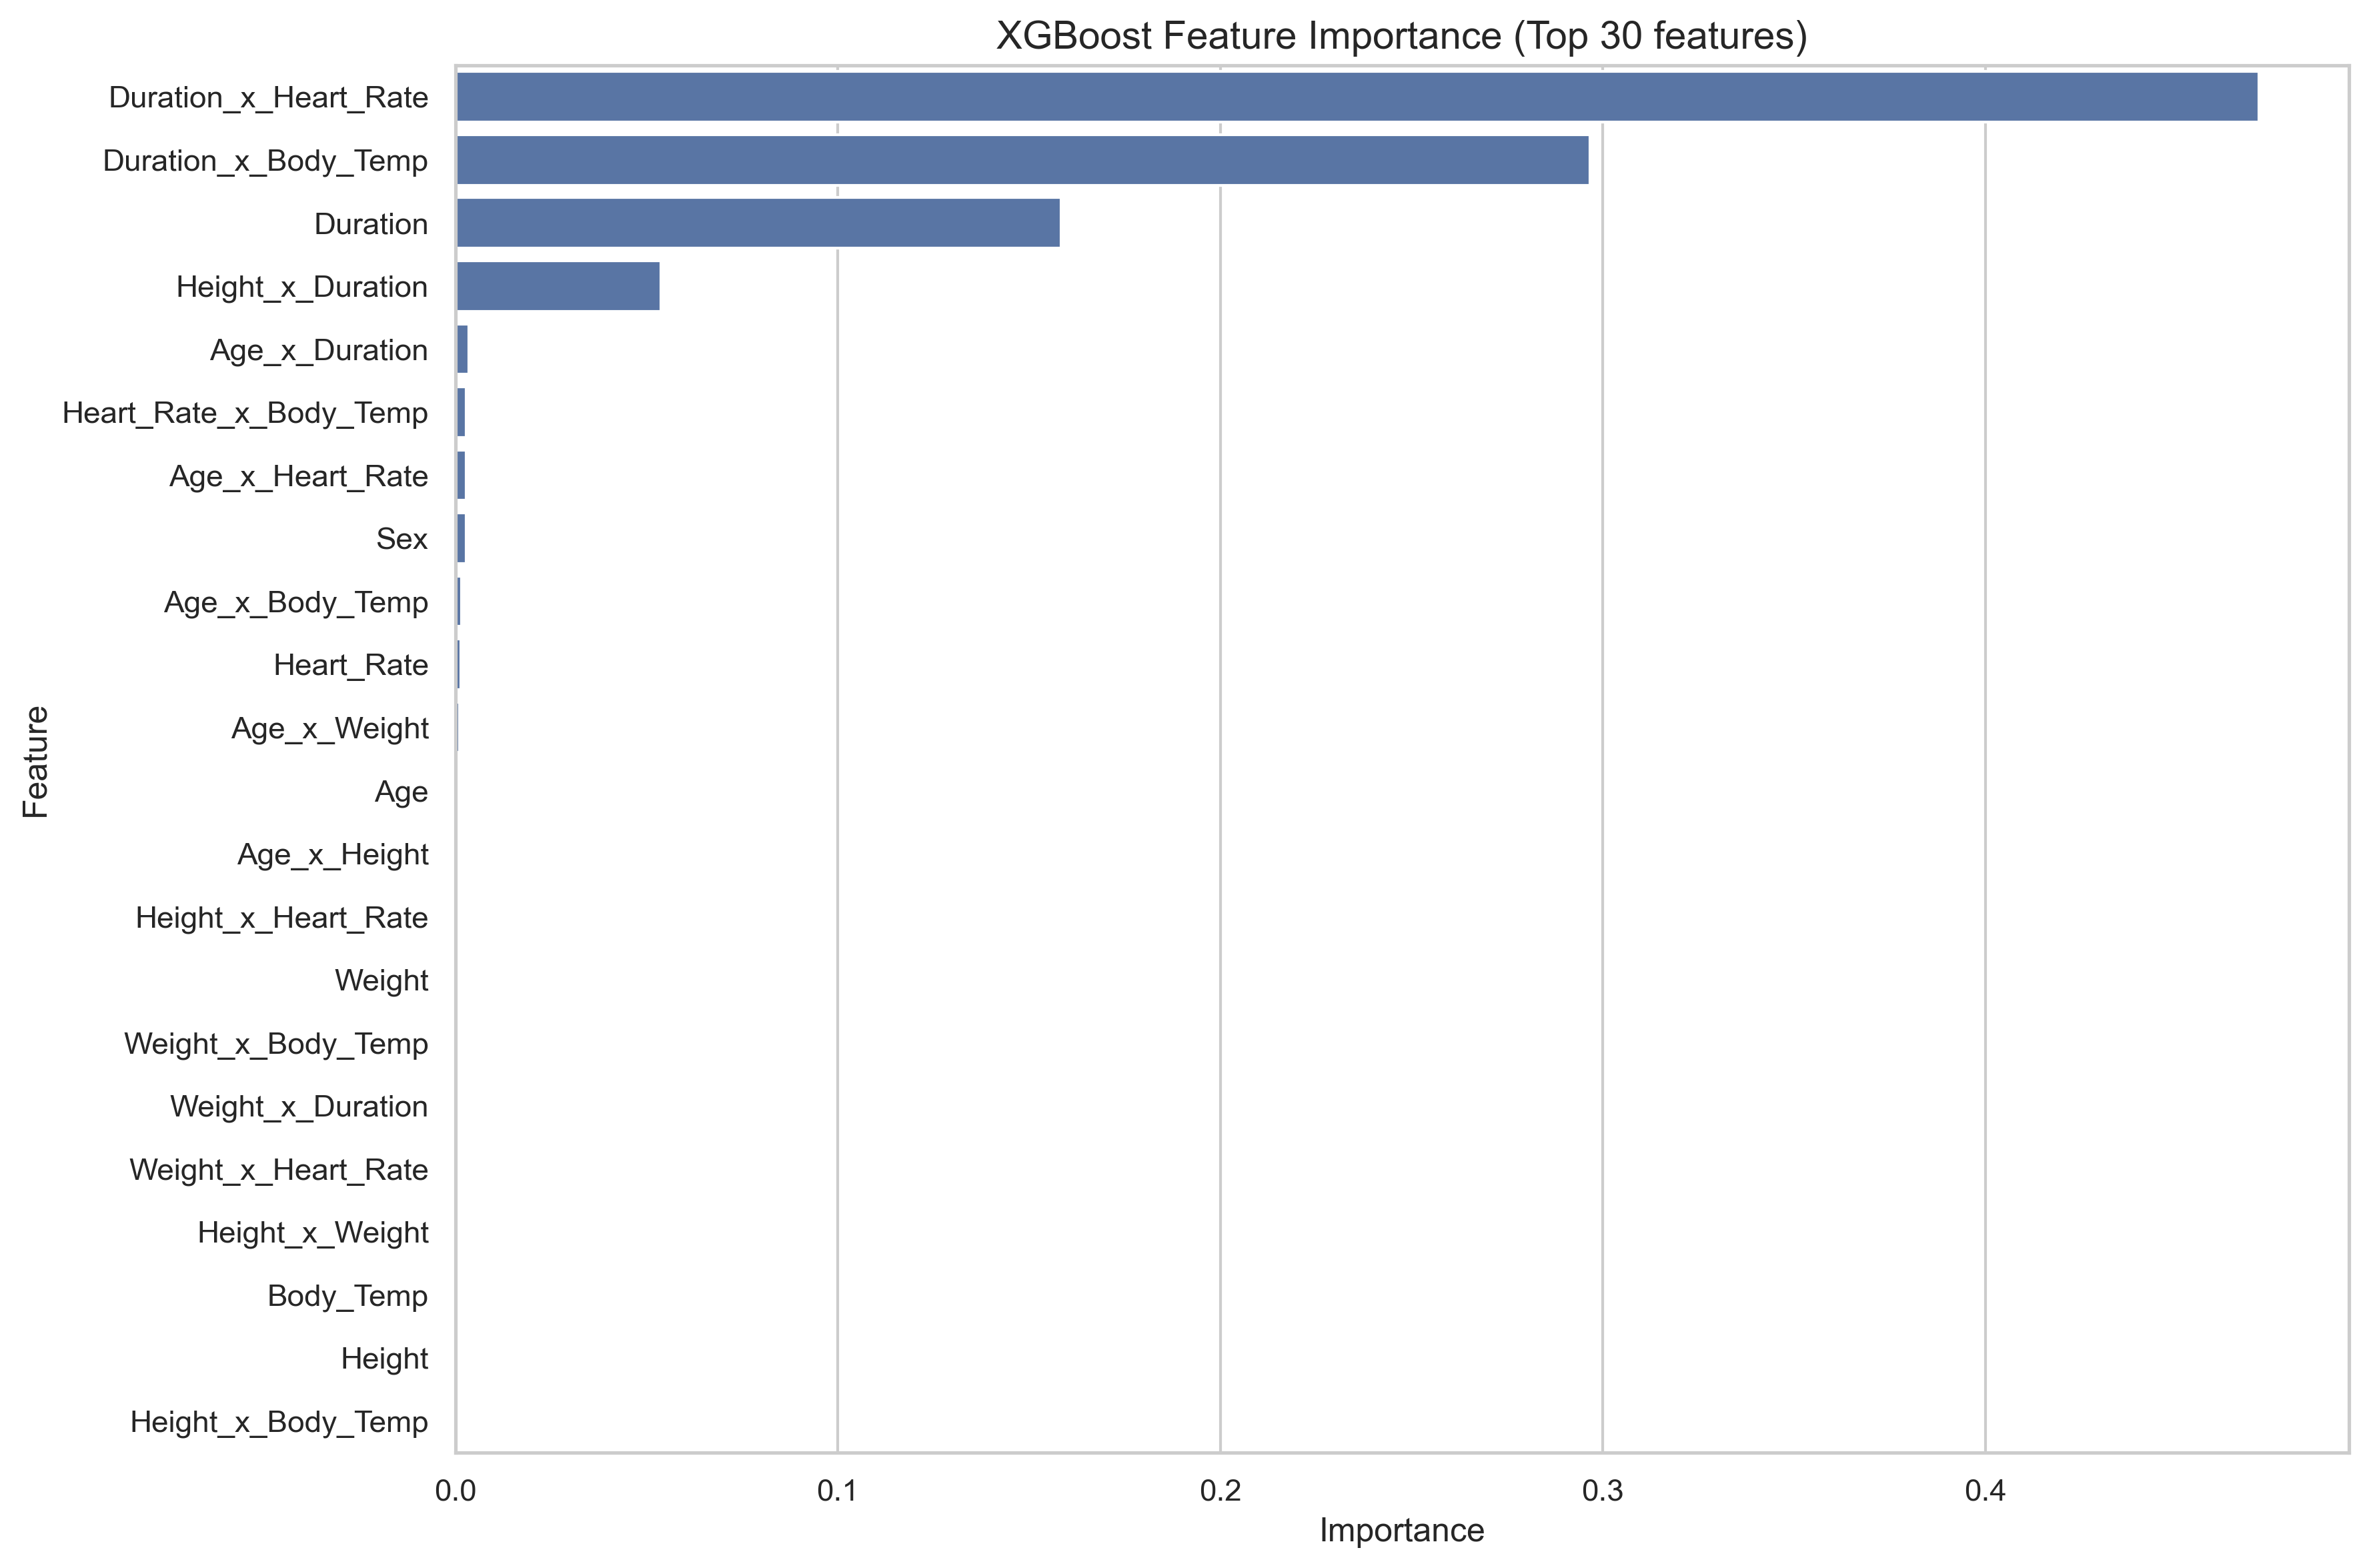 XGBoost Feature Importance (Top 30 features)
Duration_x_Heart_Rate
Duration_x_Body_Temp
Duration
Height_x_Duration
Age_x_Duration
Heart_Rate_x_Body_Temp
Age_x_Heart_Rate
Sex
Age_x_Body_Temp
Heart_Rate
Age_x_Weight
Age
Age_x_Height
Height_x_Heart_Rate
Weight
Weight_x_Body_Temp
Weight_x_Duration
Weight_x_Heart_Rate
Height_x_Weight
Body_Temp
Height
Height_x_Body_Temp
Feature
0.0 0.1 0.2 0.3 0.4
Importance